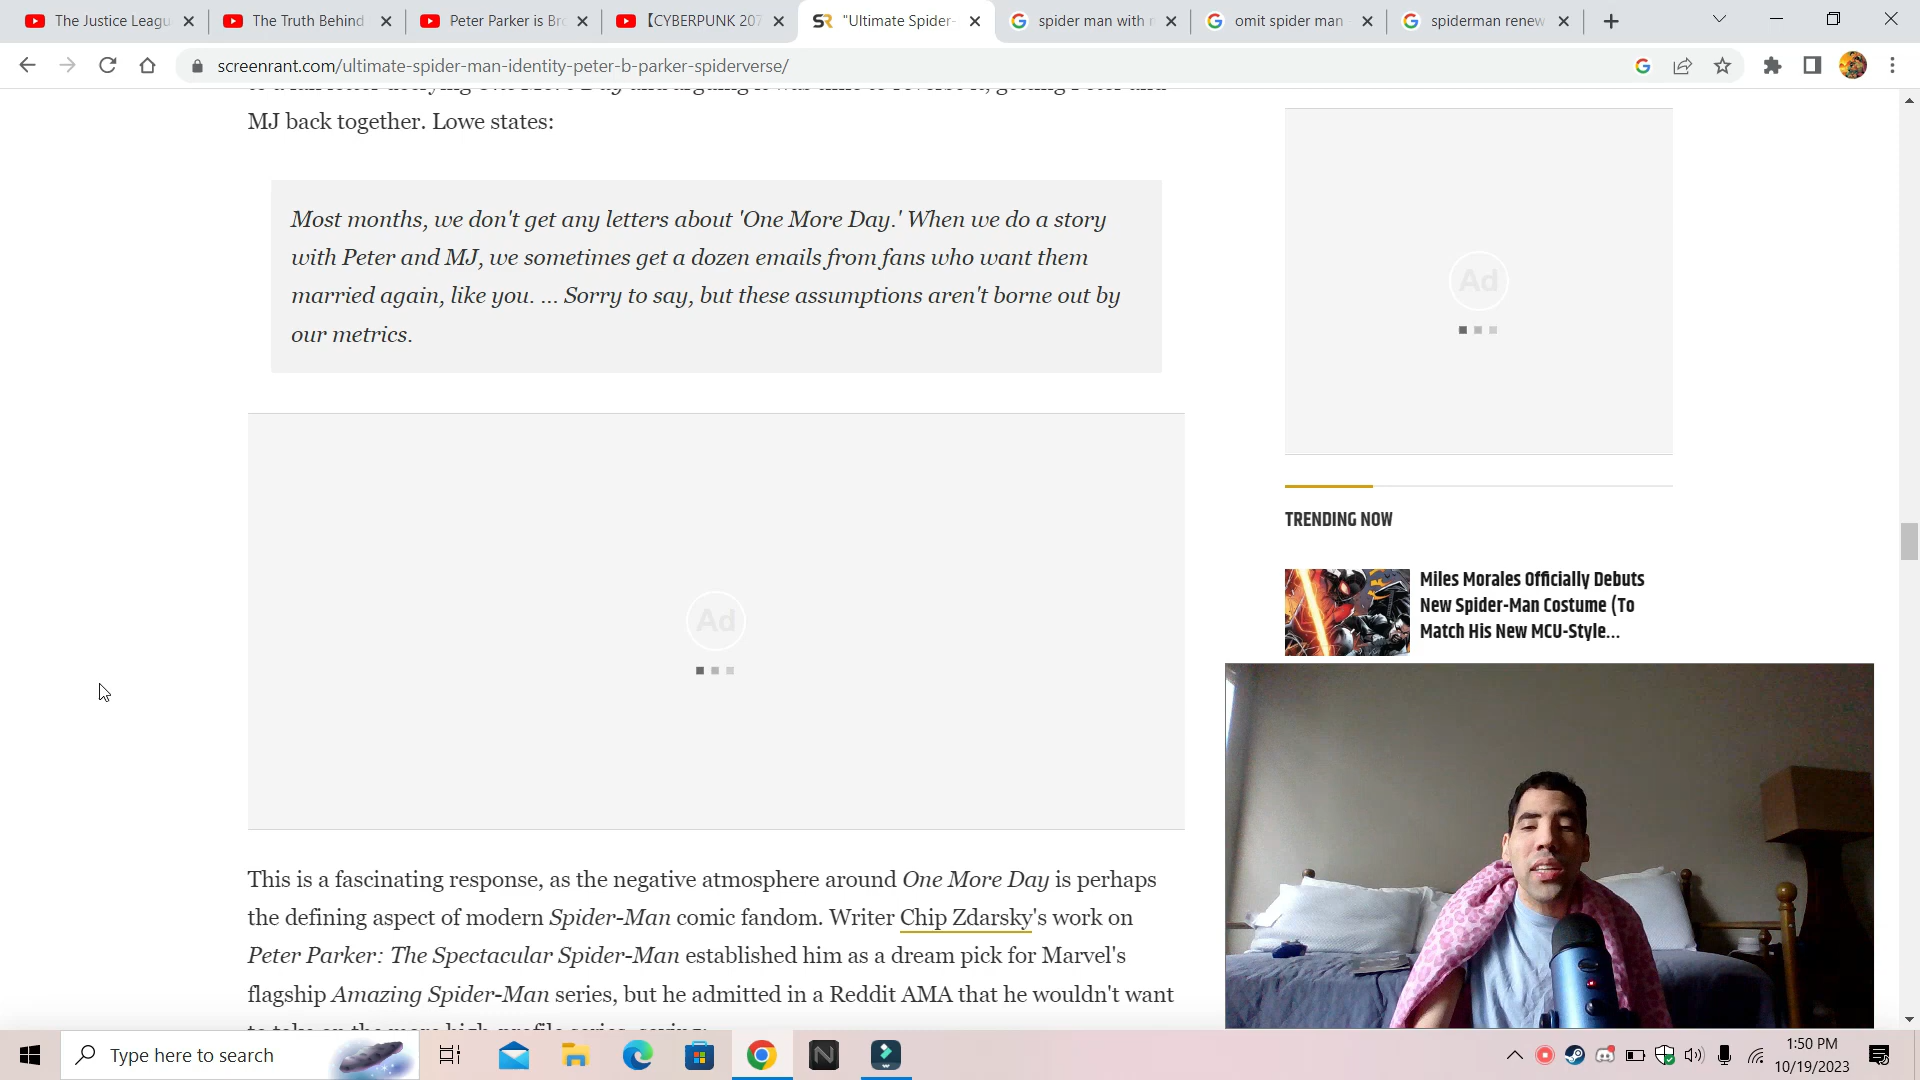 The Justice Leagu
The Truth Behind
Peter Parker is Bro
【CYBERPUNK 207
SR "Ultimate Spider-
spider man with
omit spider man
spiderman renew
screenrant.com/ultimate-spider-man-identity-peter-b-parker-spiderverse/
MJ back together. Lowe states:
Most months, we don't get any letters about 'One More Day.' When we do a story
with Peter and MJ, we sometimes get a dozen emails from fans who want them
married again, like you. ... Sorry to say, but these assumptions aren't borne out by
our metrics.
Ad
Ad
TRENDING NOW
Miles Morales Officially Debuts
New Spider-Man Costume (To
Match His New MCU-Style...
This is a fascinating response, as the negative atmosphere around One More Day is perhaps
the defining aspect of modern Spider-Man comic fandom. Writer Chip Zdarsky's work on
Peter Parker: The Spectacular Spider-Man established him as a dream pick for Marvel's
flagship Amazing Spider-Man series, but he admitted in a Reddit AMA that he wouldn't want
Type here to search
1:50 PM
10/19/2023